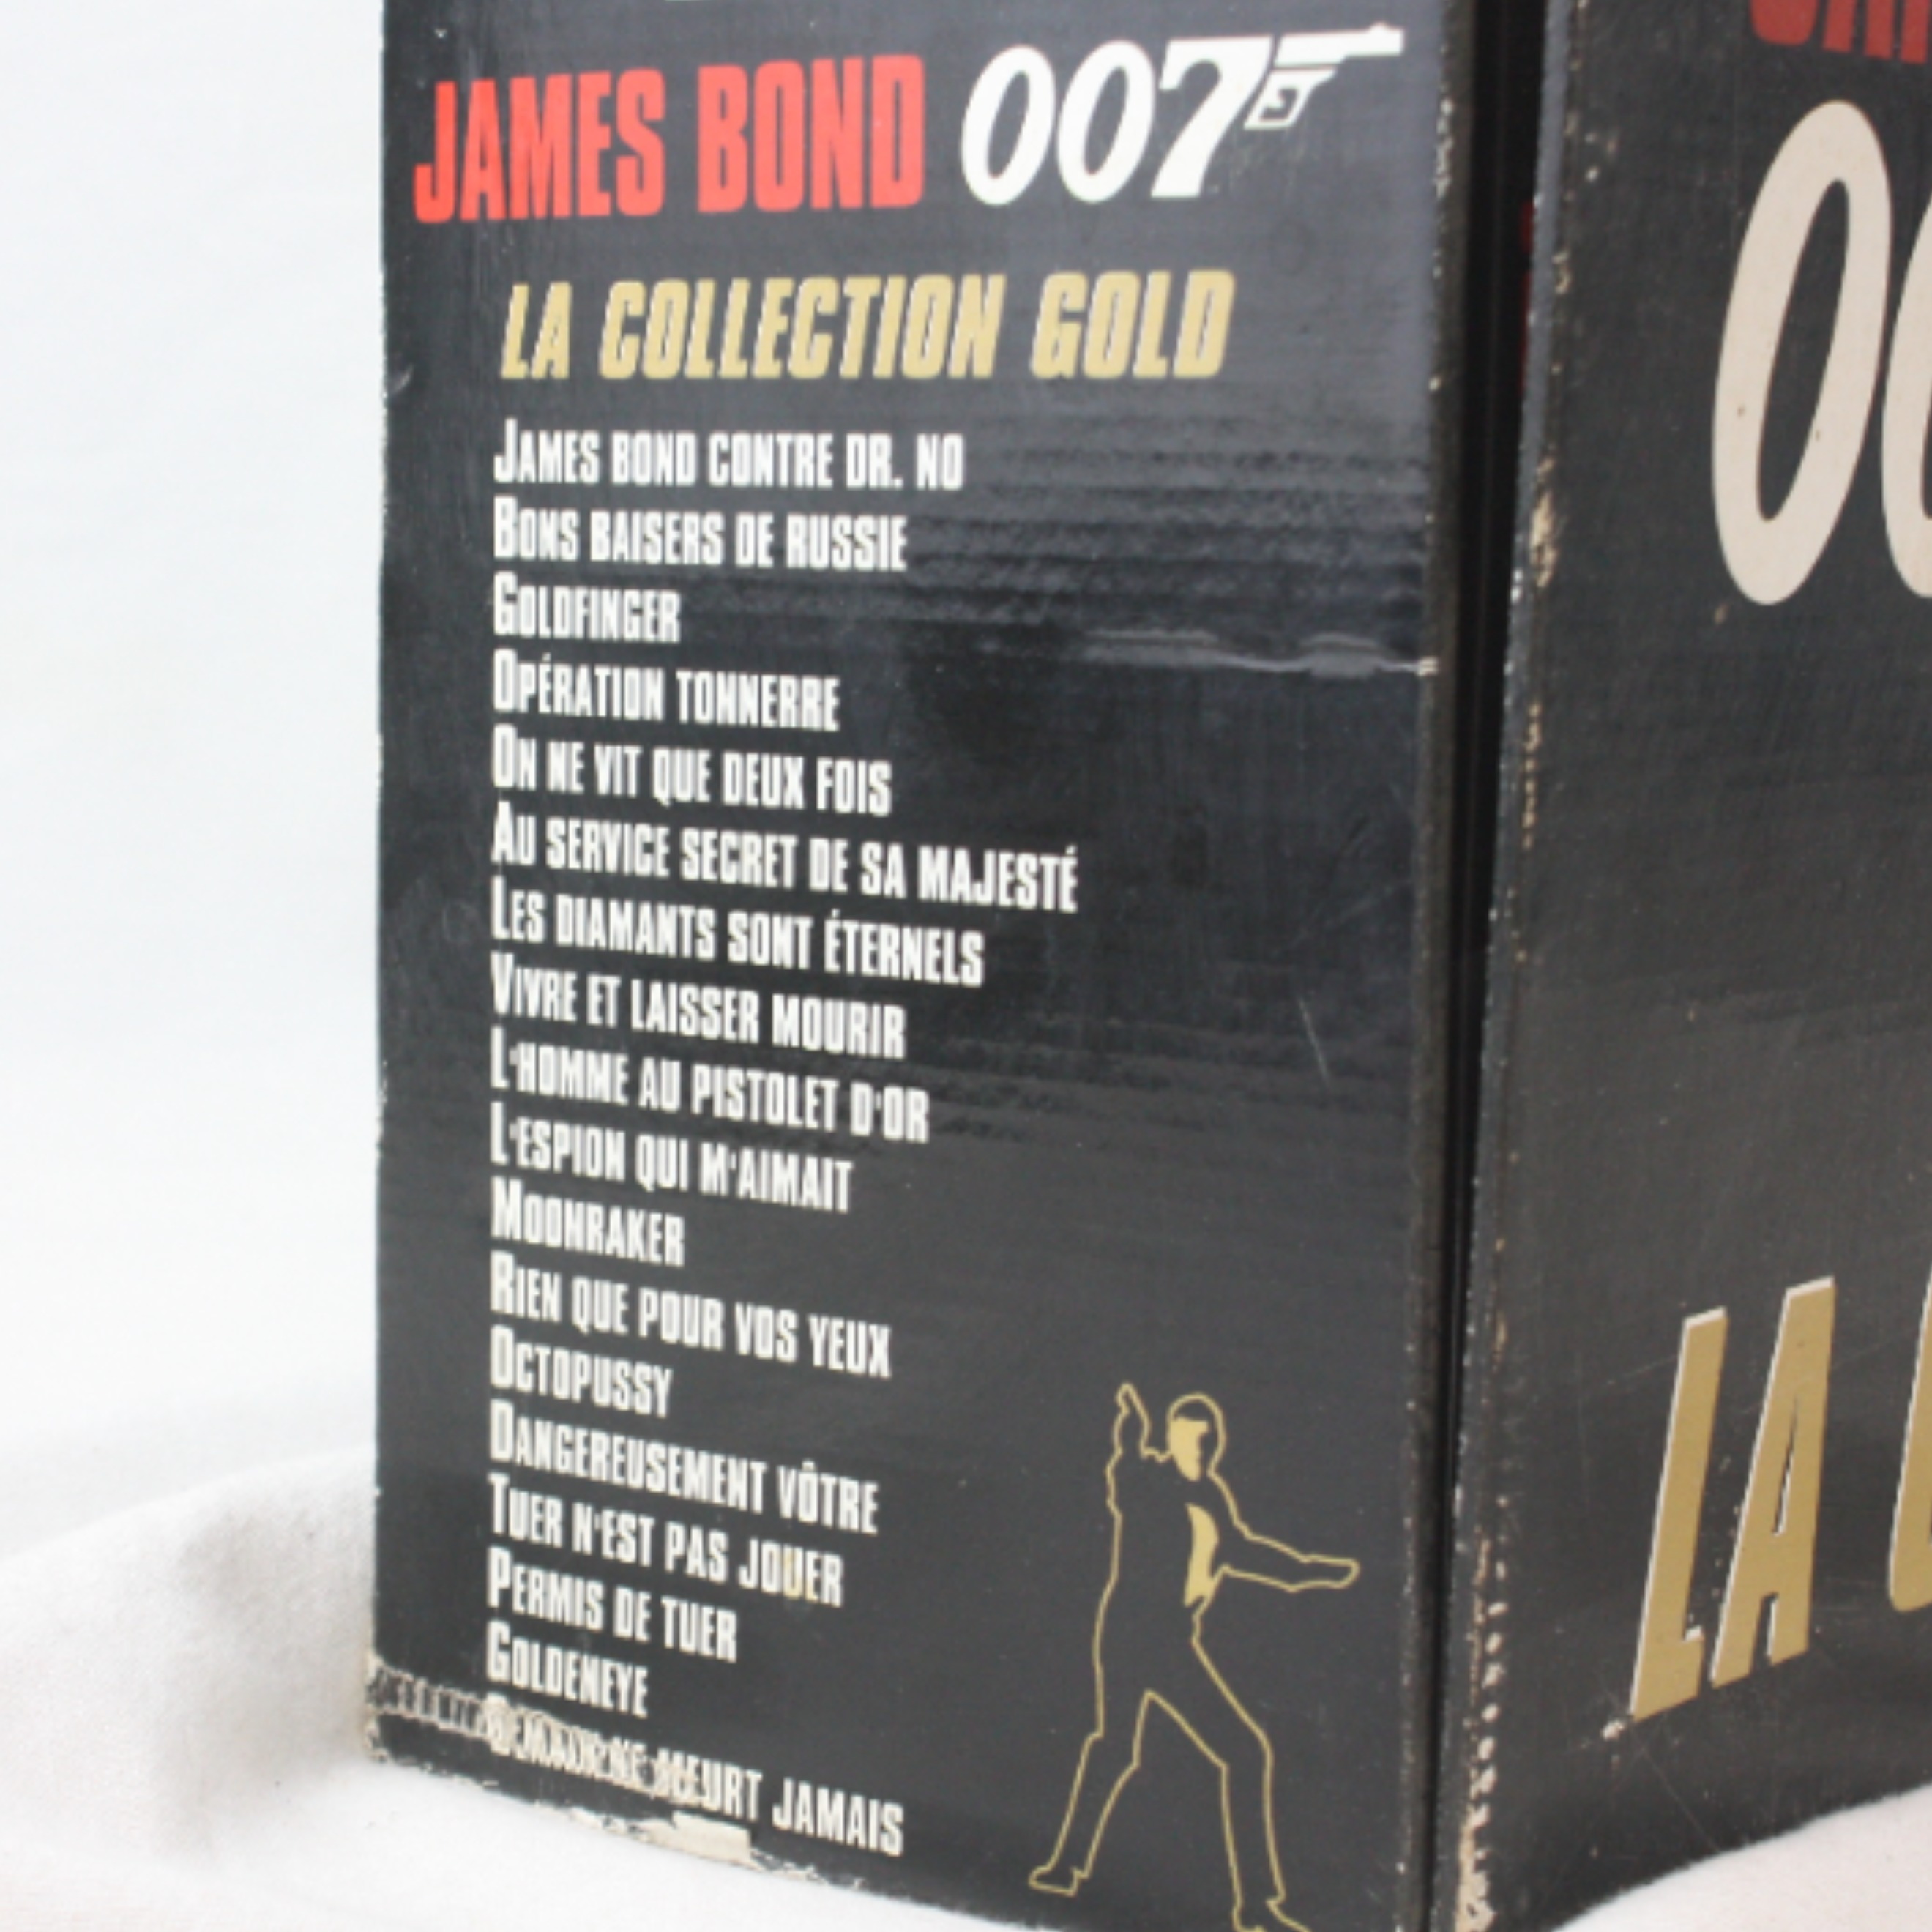 JAMES BOND 007
LA COLLECTION GOLD
JAMES BOND CONTRE DR. NO
BONS BAISERS DE RUSSIE
GOLDFINGER
OPÉRATION TONNERRE
ON NE VIT QUE DEUX FOIS
AU SERVICE SECRET DE SA MAJESTÉ
LES DIAMANTS SONT ÉTERNELS
VIVRE ET LAISSER MOURIR
L'HOMME AU PISTOLET D'OR
L'ESPION QUI M'AIMAIT
MOONRAKER
RIEN QUE POUR VOS YEUX
OCTOPUSSY
DANGEREUSEMENT VÔTRE
TUER N'EST PAS JOUER
PERMIS DE TUER
GOLDENEYE
DEMAIN NE MEURT JAMAIS
LA